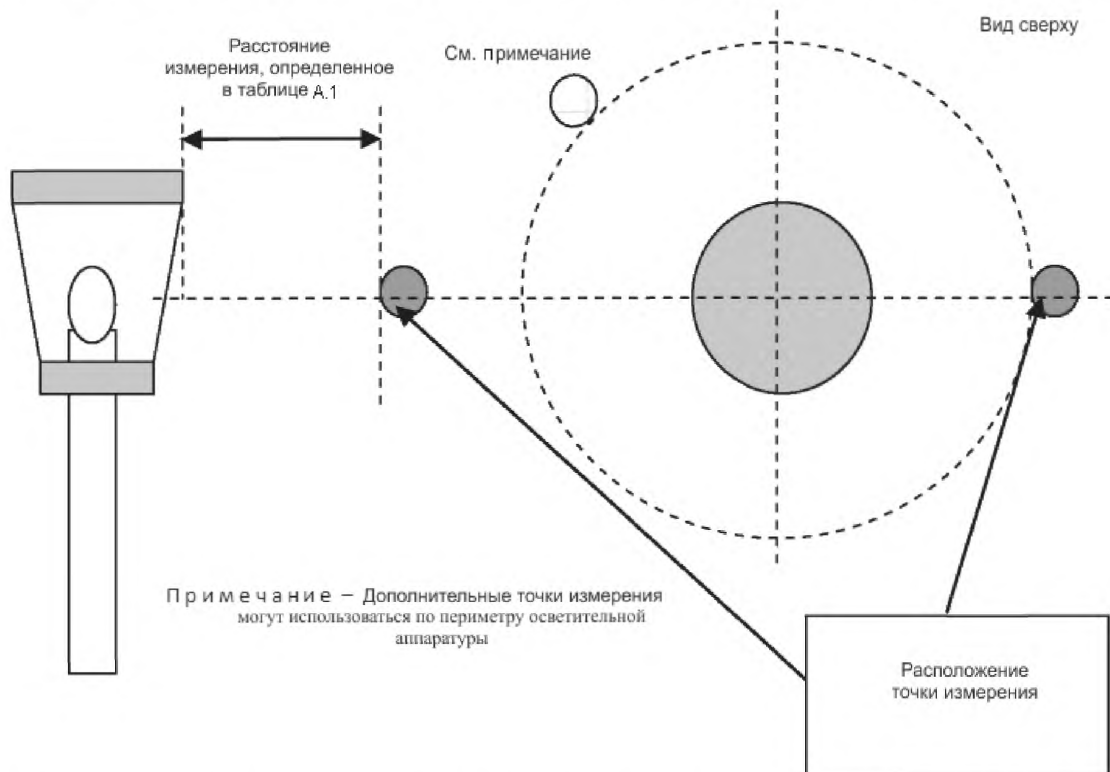 Вид сверху
Расстояние
измерения, определенное
в таблице А.1
См. примечание
Примечание – Дополнительные точки измерения
могут использоваться по периметру осветительной
аппаратуры
Расположение
точки измерения